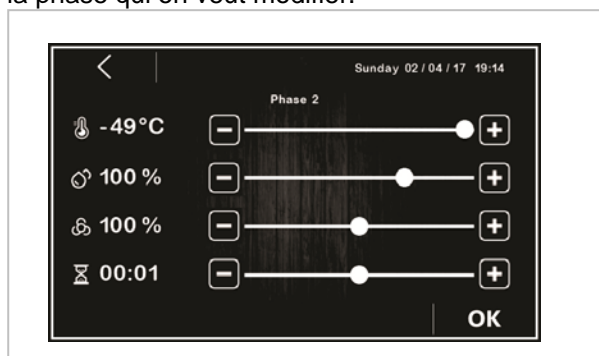 la phase qui on veut modifier.
Sunday 02 / 04 / 17 19:14
Phase 2
-49°C
100 %
100 %
00:01
OK